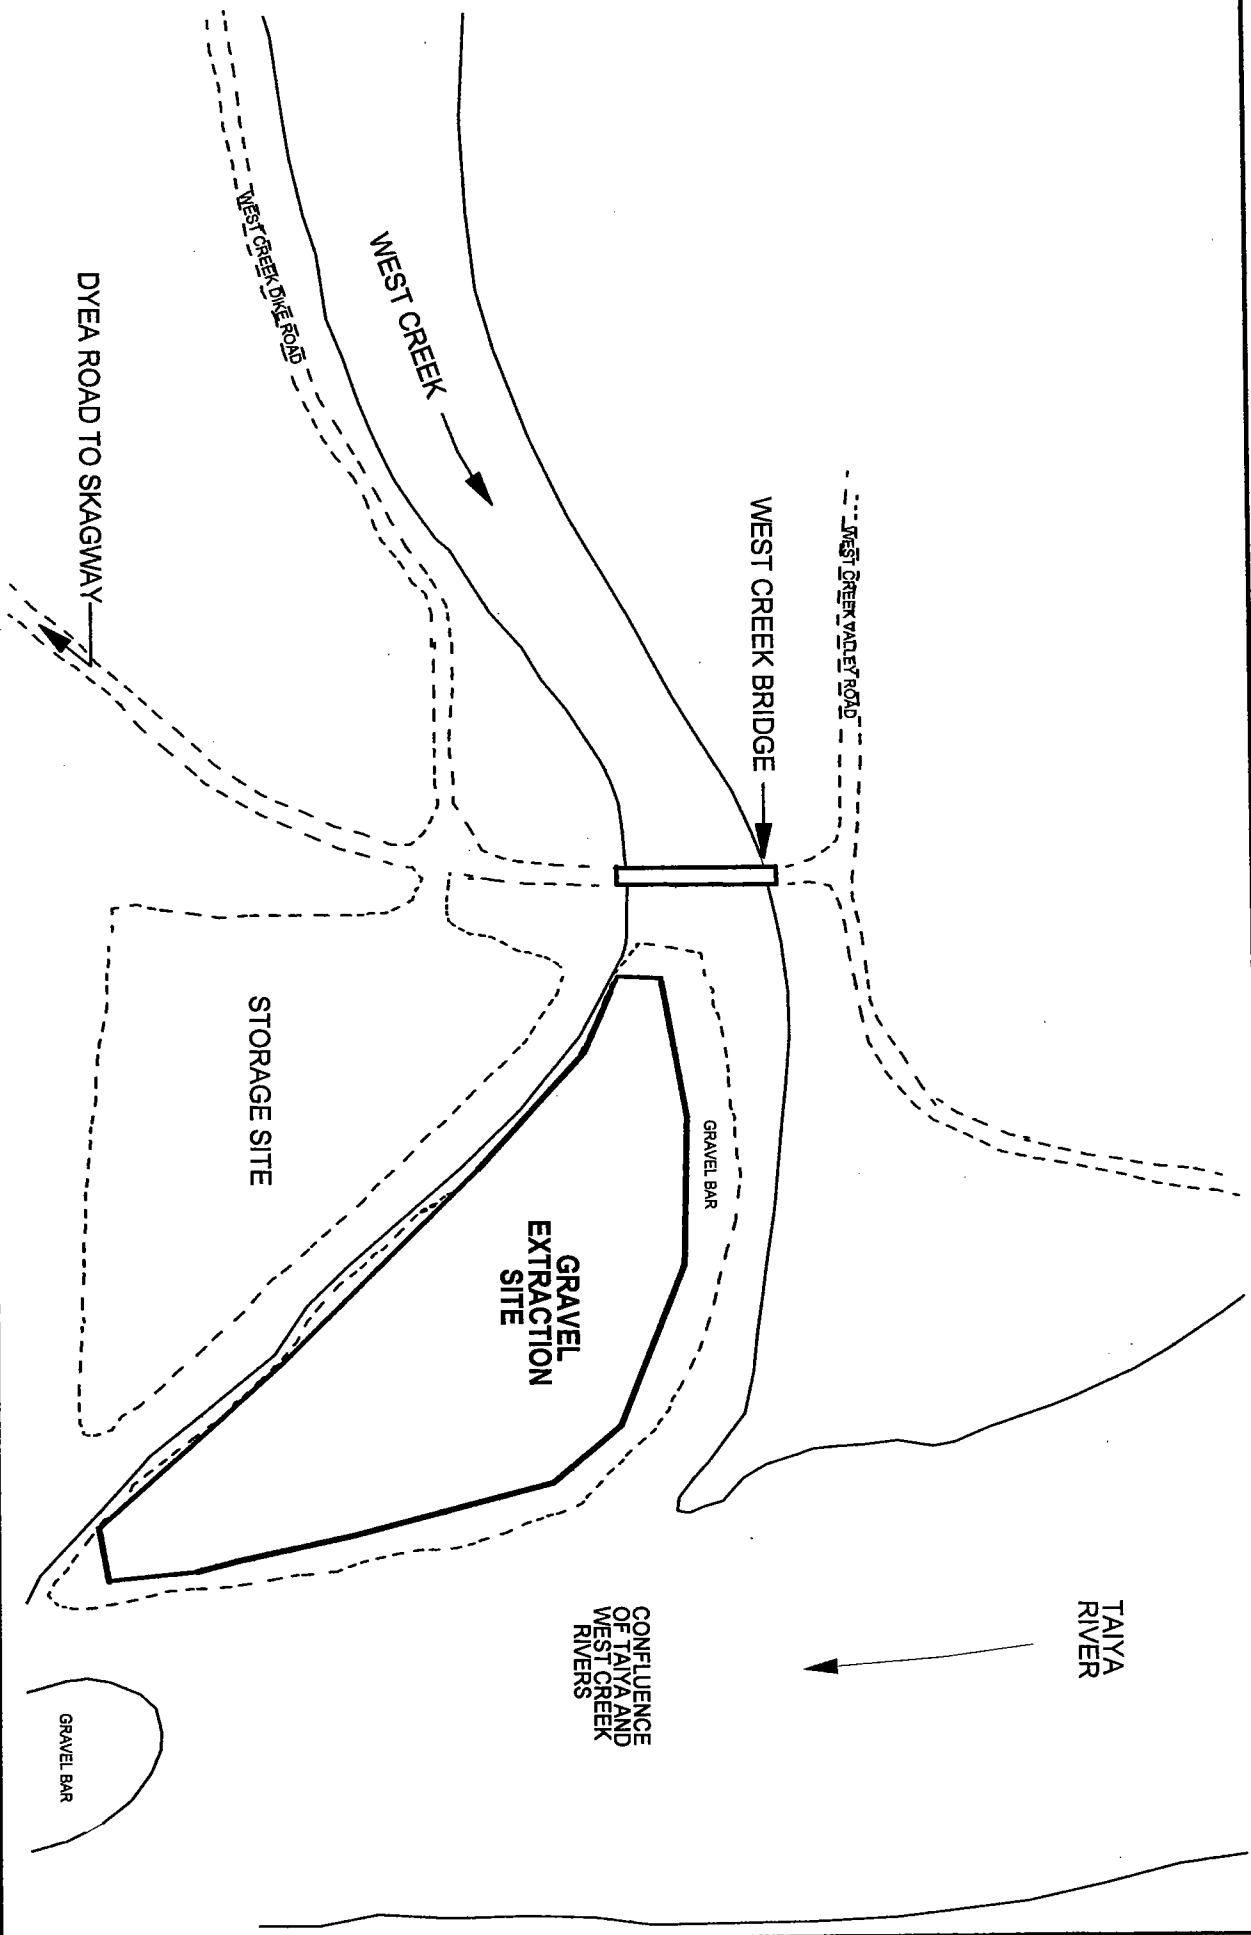 WEST CREEK VALLEY ROAD
WEST CREEK BRIDGE
WEST CREEK
WEST CREEK DIKE ROAD
DYEA ROAD TO SKAGWAY
TAIYA
RIVER
GRAVEL BAR
GRAVEL
EXTRACTION
SITE
STORAGE SITE
CONFLUENCE
OF TAIYA AND
WEST CREEK
RIVERS
GRAVEL BAR